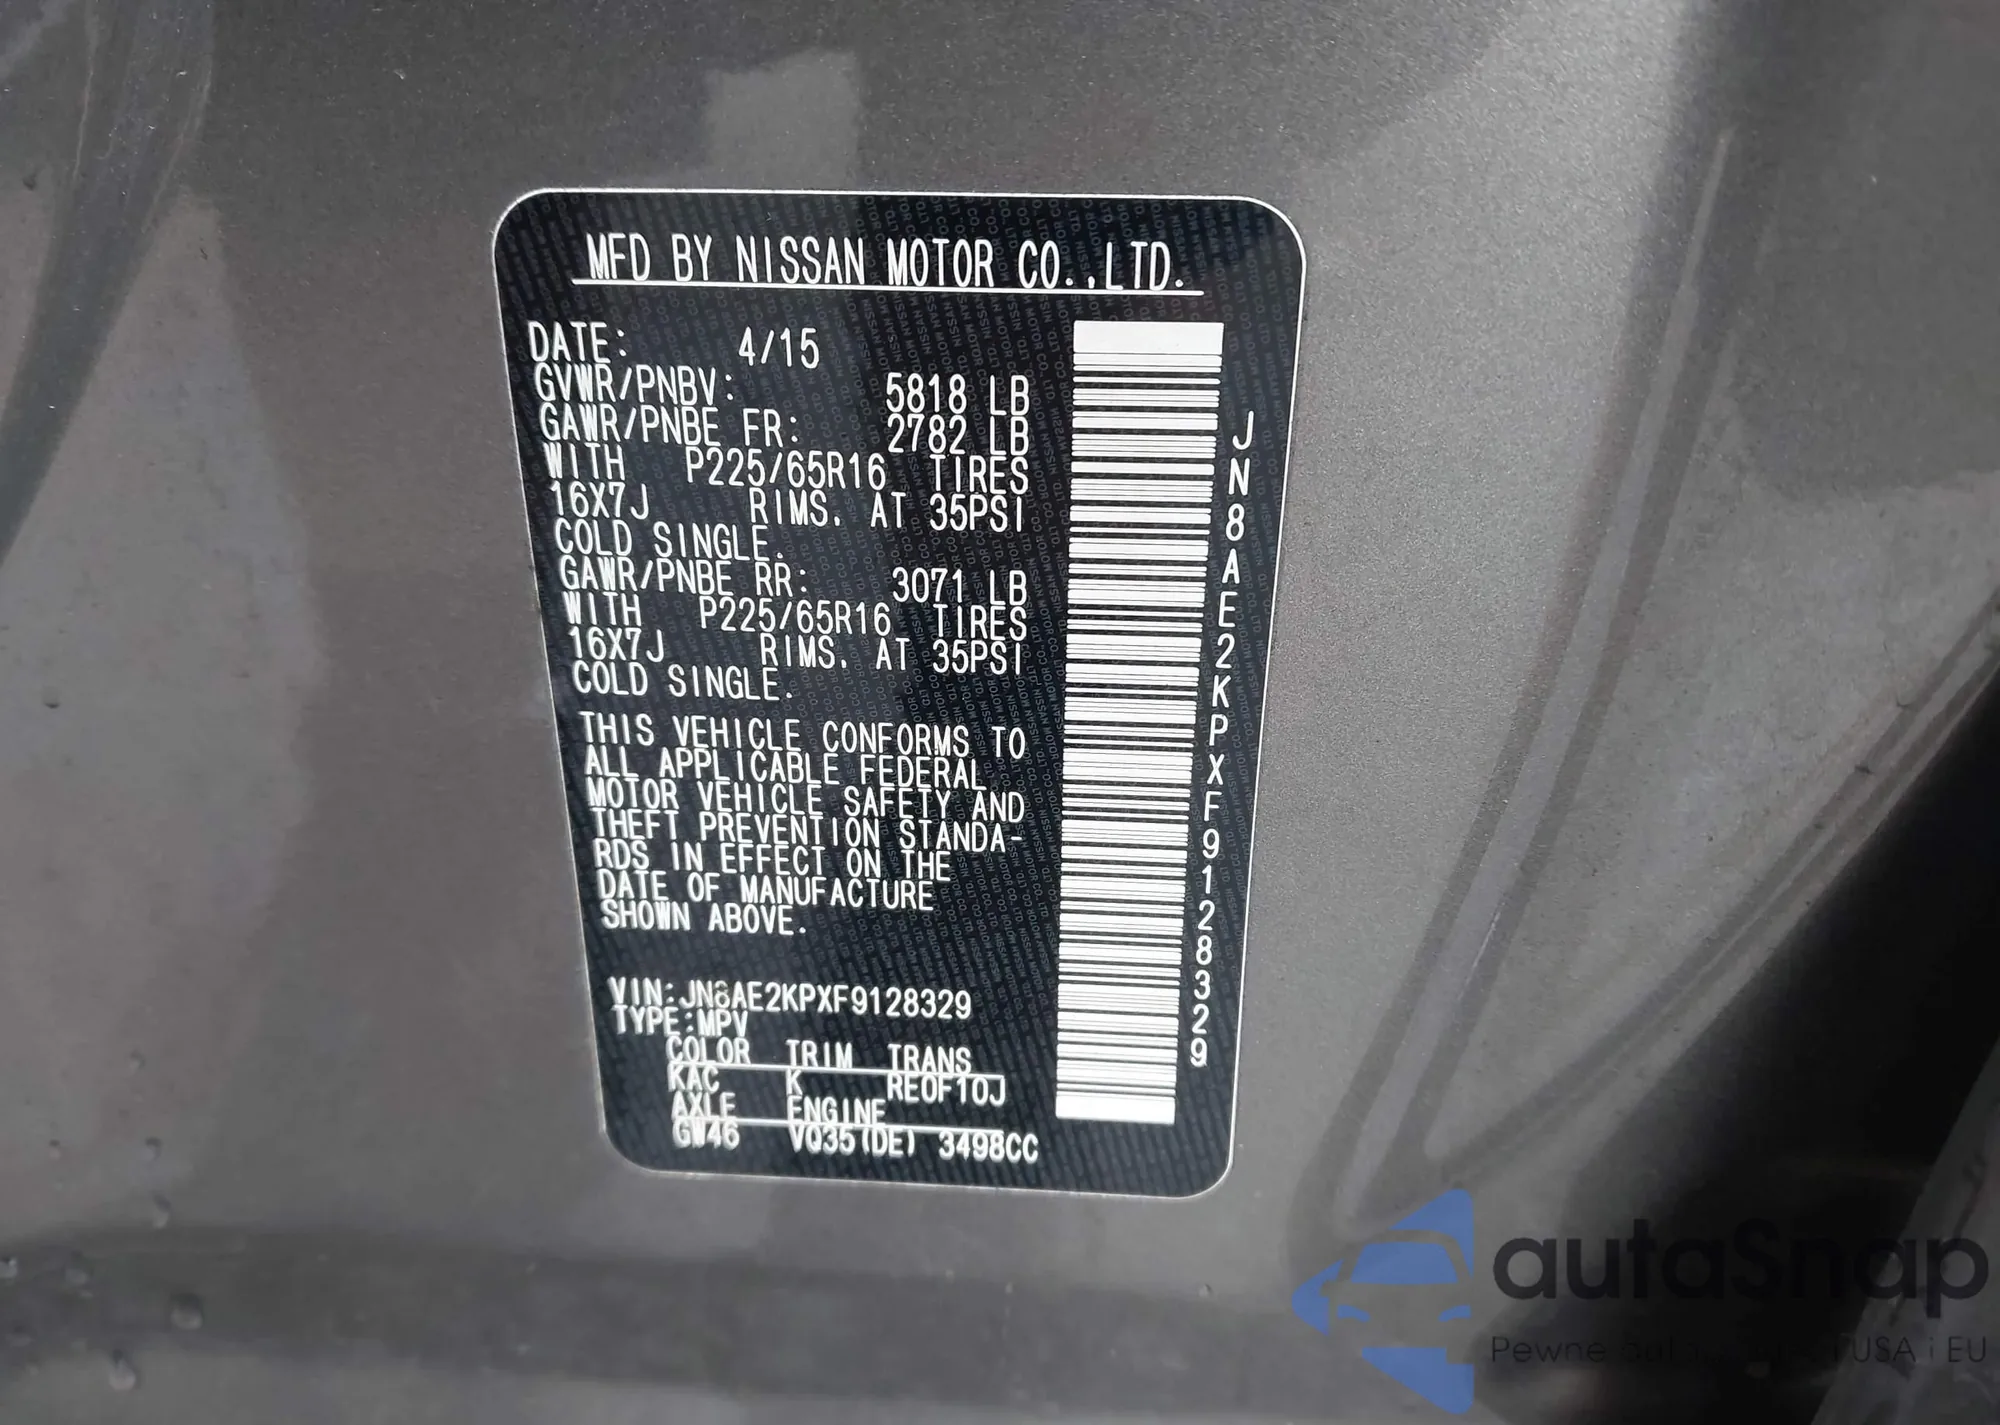 MFD BY NISSAN MOTOR CO.,LTD.
DATE: 4/15
GVWR/PNBV: 5818 LB
GAWR/PNBE FR: 2782 LB
WITH P225/65R16 TIRES
16X7J RIMS. AT 35PSI
COLD SINGLE.
GAWR/PNBE RR: 3071 LB
WITH P225/65R16 TIRES
16X7J RIMS. AT 35PSI
COLD SINGLE.
THIS VEHICLE CONFORMS TO
ALL APPLICABLE FEDERAL
MOTOR VEHICLE SAFETY AND
THEFT PREVENTION STANDA-
RDS IN EFFECT ON THE
DATE OF MANUFACTURE
SHOWN ABOVE.
VIN:JN8AE2KPXF9128329
TYPE:MPV
COLOR TRIM TRANS
KAC K RE0F10J
AXLE ENGINE
GW46 VQ35(DE) 3498CC
JN8AE2KPXF9128329
autaSnap
Pewne USA i EU